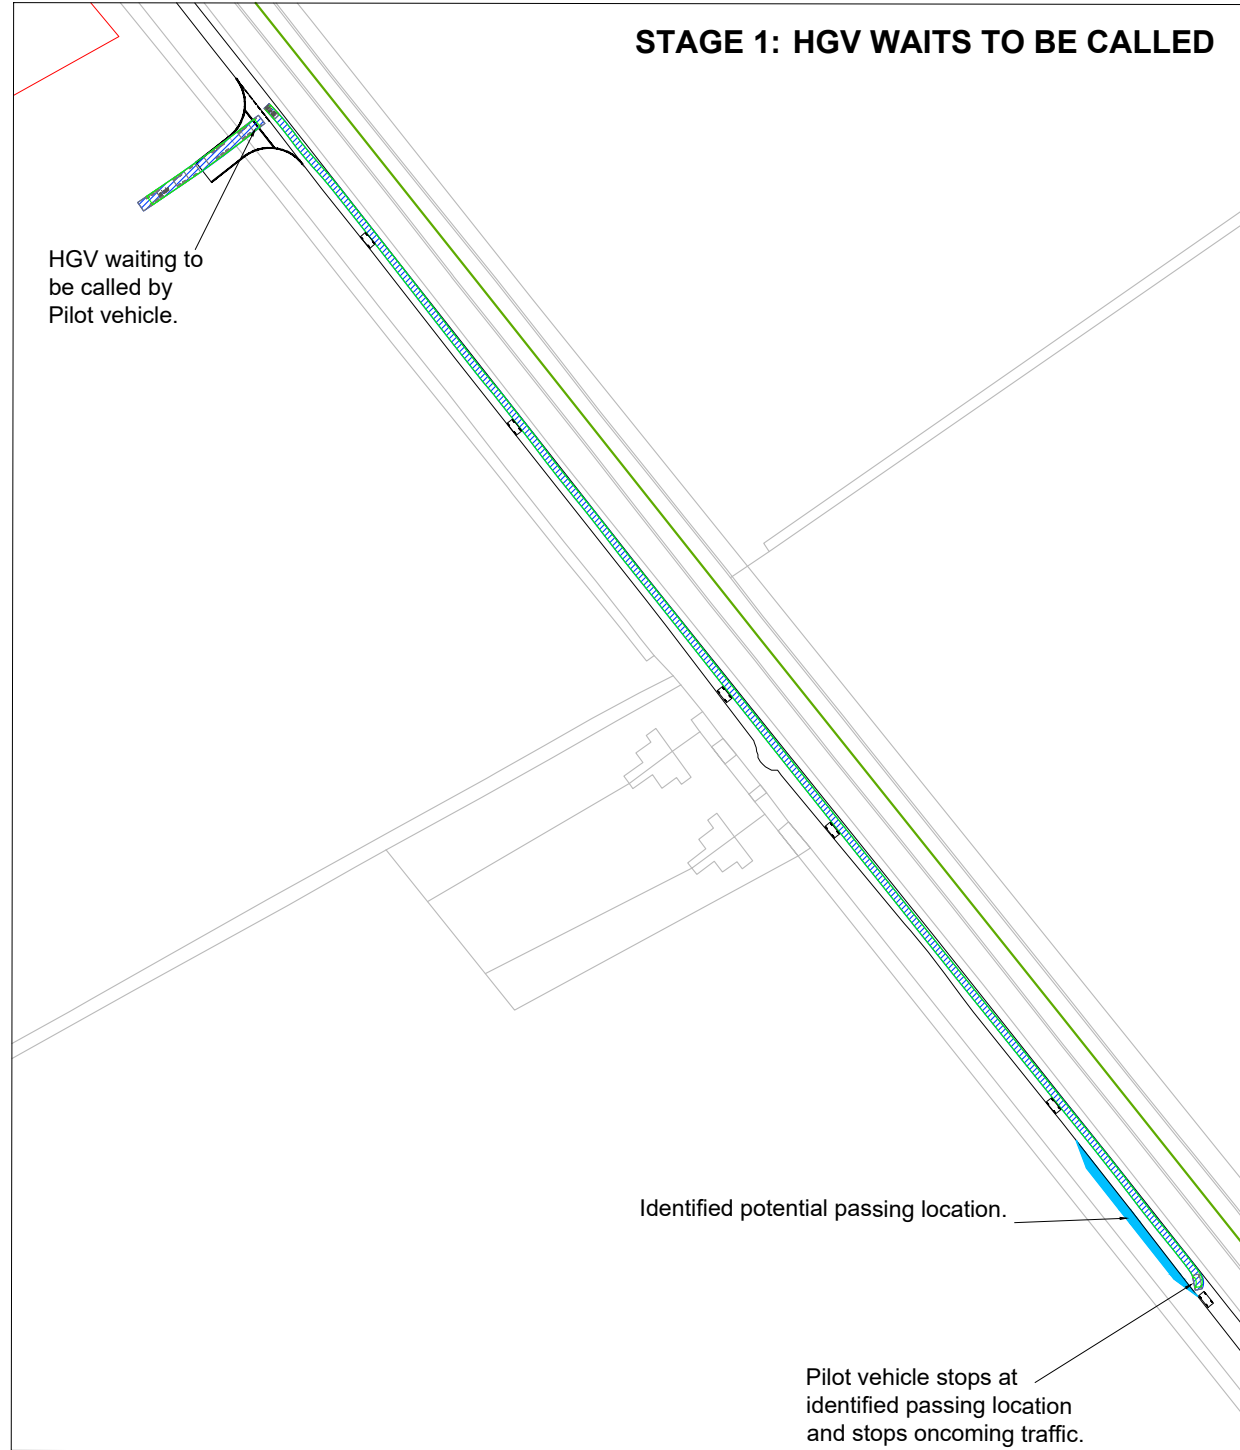 STAGE 1: HGV WAITS TO BE CALLED
HGV waiting to
be called by
Pilot vehicle.
Identified potential passing location.
Pilot vehicle stops at
identified passing location
and stops oncoming traffic.